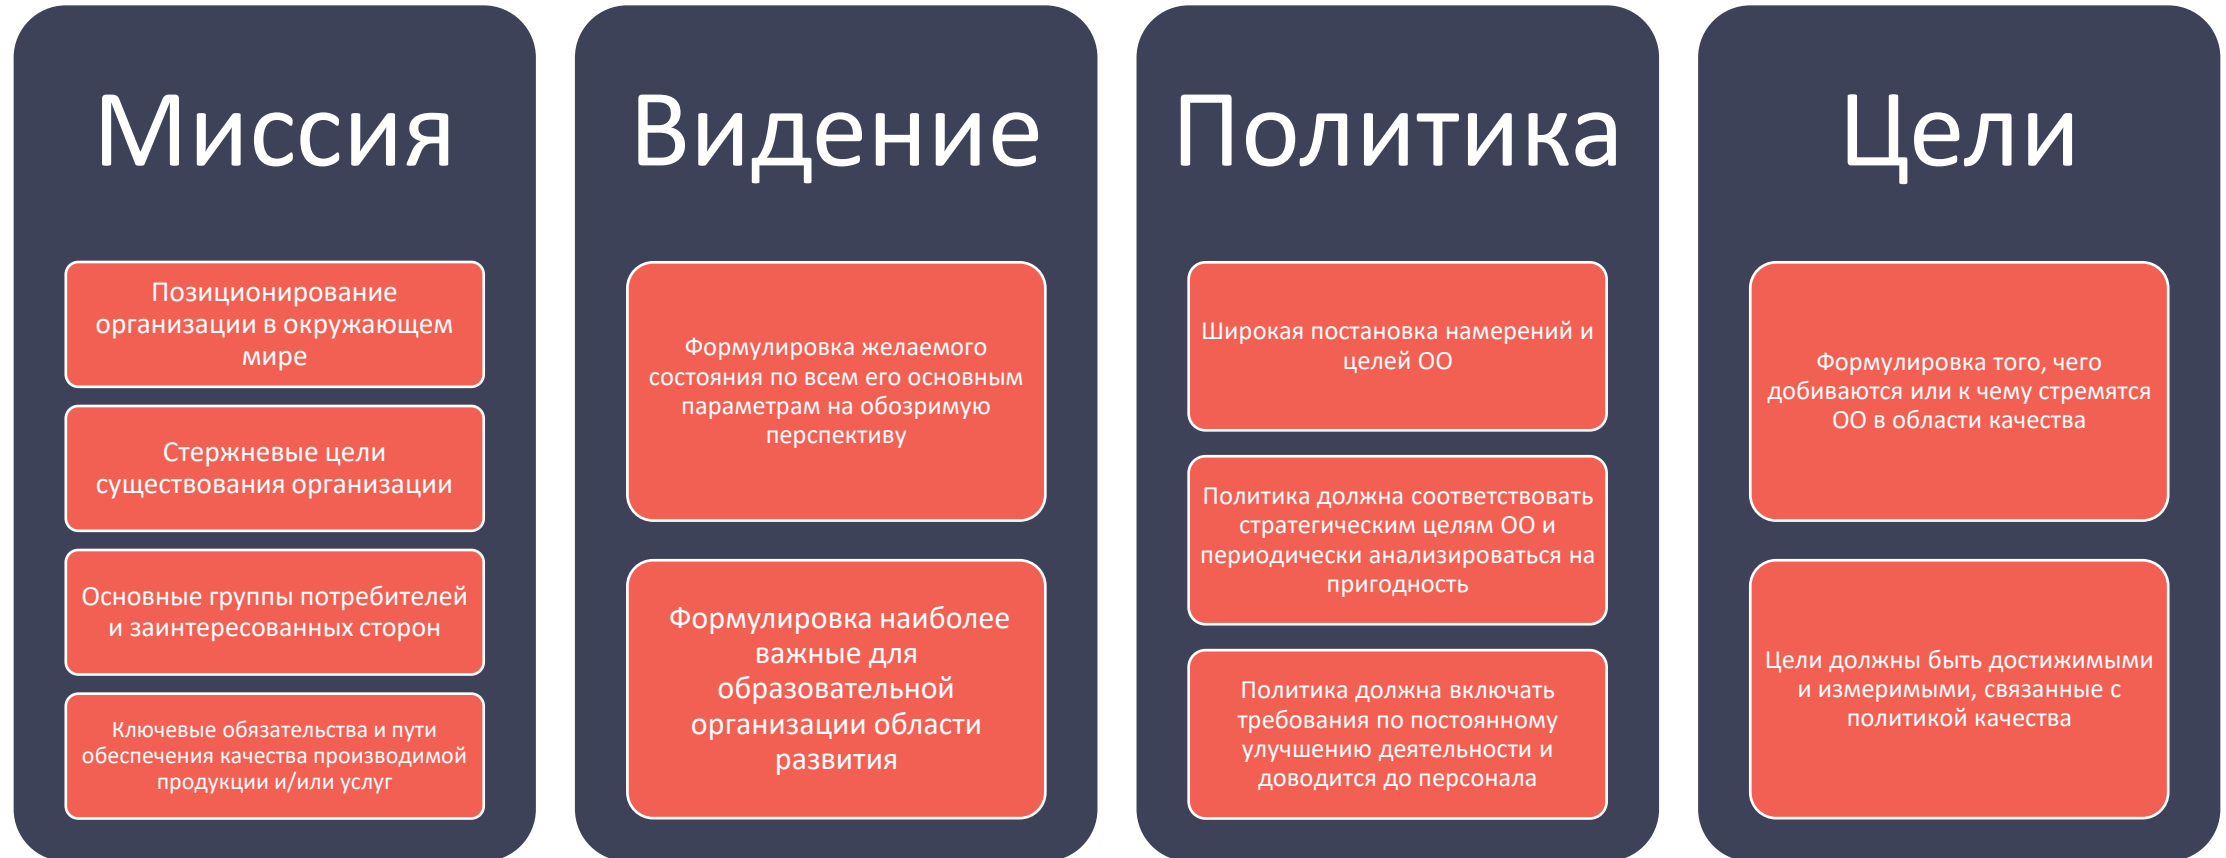 Миссия
Позиционирование
организации в окружающем
мире
Стержневые цели
существования организации
Основные группы потребителей
и заинтересованных сторон
Ключевые обязательства и пути
обеспечения качества производимой
продукции и/или услуг
Видение
Формулировка желаемого
состояния по всем его основным
параметрам на обозримую
перспективу
Формулировка наиболее
важные для
образовательной
организации области
развития
Политика
Широкая постановка намерений и
целей ОО
Политика должна соответствовать
стратегическим целям ОО и
периодически анализироваться на
пригодность
Политика должна включать
требования по постоянному
улучшению деятельности и
доводится до персонала
Цели
Формулировка того, чего
добиваются или к чему стремятся
ОО в области качества
Цели должны быть достижимыми
и измеримыми, связанные с
политикой качества